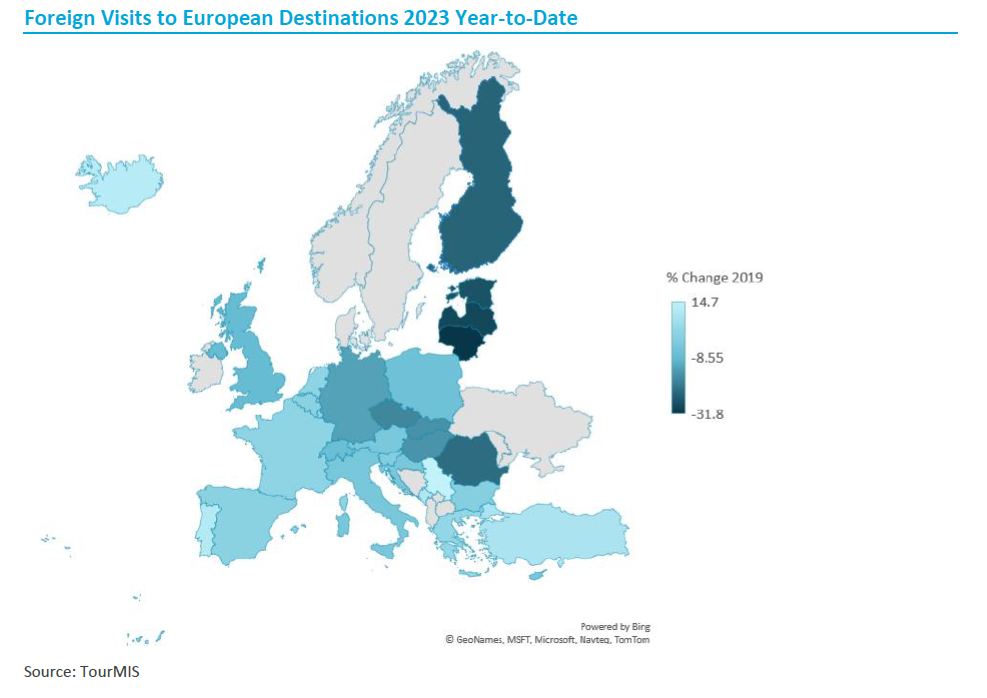 Foreign Visits to European Destinations 2023 Year-to-Date
% Change 2019
14.7
-8.55
-31.8
Powered by Bing
© GeoNames, MSFT, Microsoft, Navteq, TomTom
Source: TourMIS